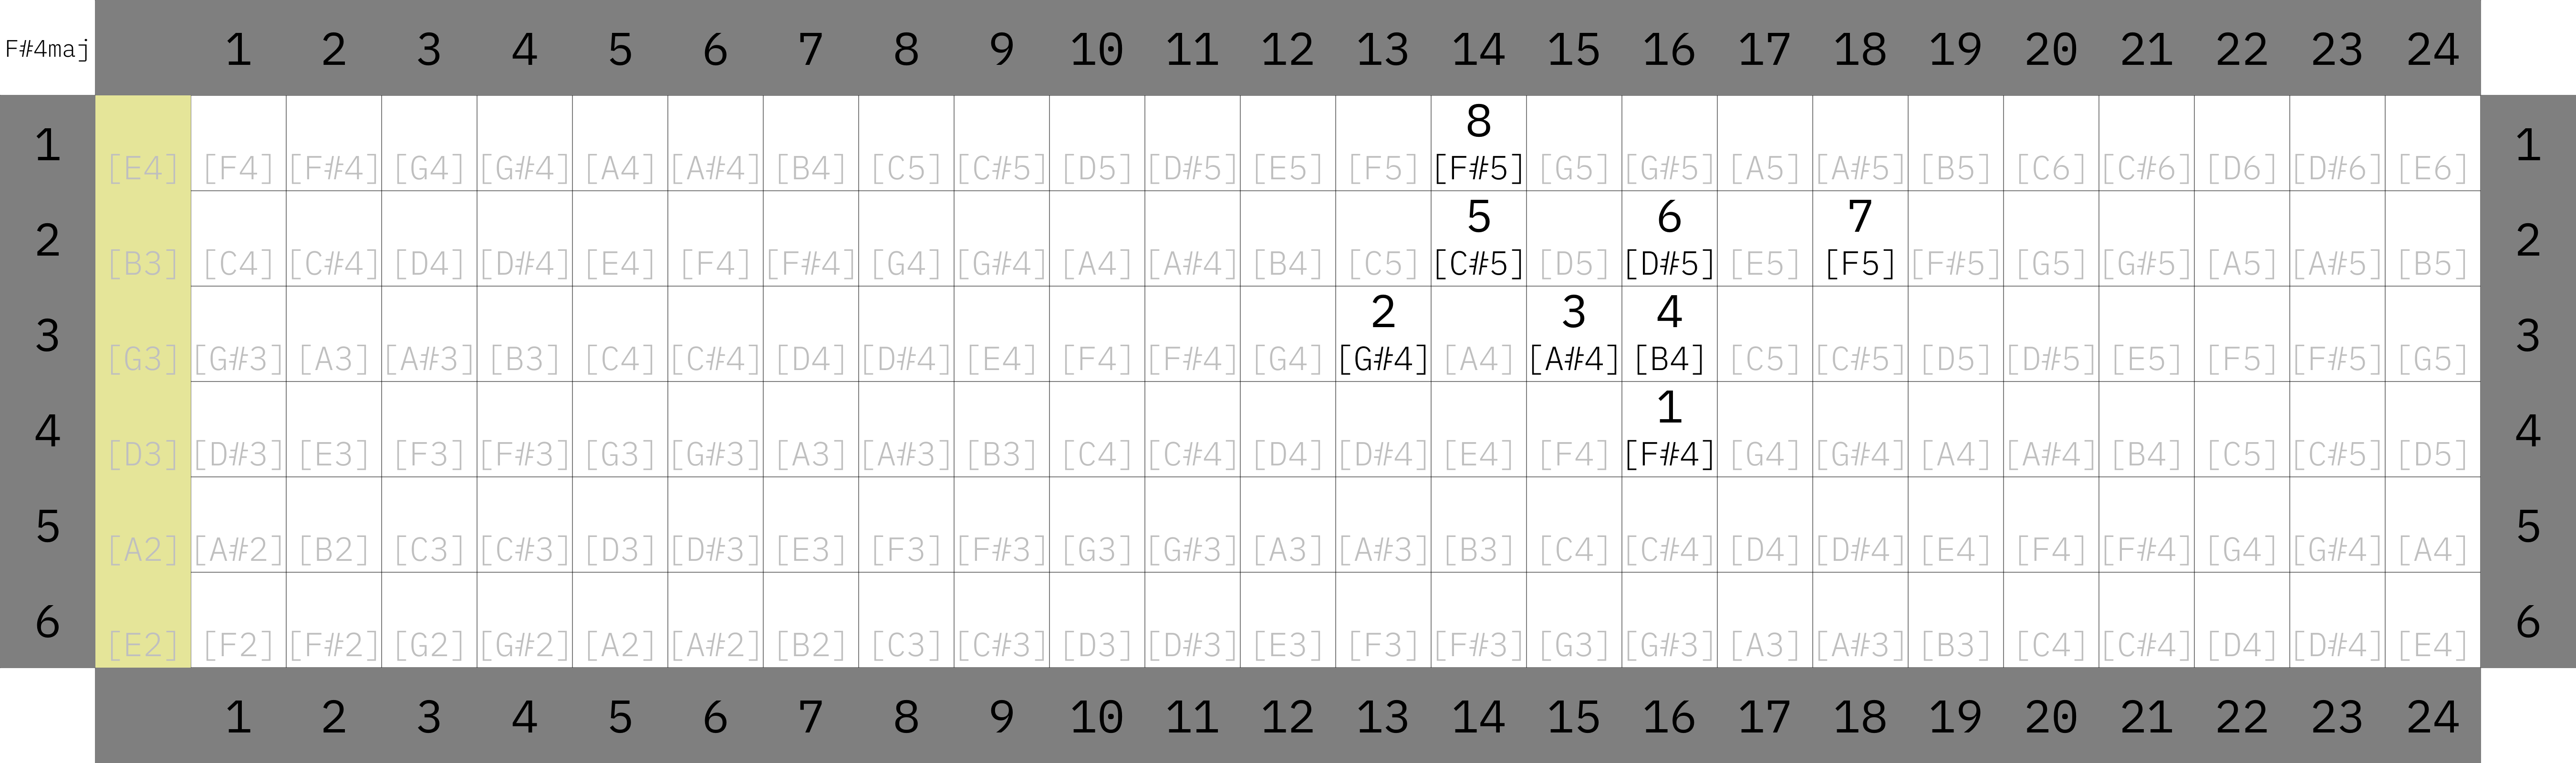 F#4maj 1 2 3 4 5 6 7 8 9 10 11 12 13 14 15 16 17 18 19 20 21 22 23 24
8
1 [E4] [F4] [F#4] [G4] [G#4] [A4] [A#4] [B4] [C5] [C#5] [D5] [D#5] [E5] [F5] [F#5] [G5] [G#5] [A5] [A#5] [B5] [C6] [C#6] [D6] [D#6] [E6] 1
5 6 7
2 [B3] [C4] [C#4] [D4] [D#4] [E4] [F4] [F#4] [G4] [G#4] [A4] [A#4] [B4] [C5] [C#5] [D5] [D#5] [E5] [F5] [F#5] [G5] [G#5] [A5] [A#5] [B5] 2
2 3 4
3 [G3] [G#3] [A3] [A#3] [B3] [C4] [C#4] [D4] [D#4] [E4] [F4] [F#4] [G4] [G#4] [A4] [A#4] [B4] [C5] [C#5] [D5] [D#5] [E5] [F5] [F#5] [G5] 3
1
4 [D3] [D#3] [E3] [F3] [F#3] [G3] [G#3] [A3] [A#3] [B3] [C4] [C#4] [D4] [D#4] [E4] [F4] [F#4] [G4] [G#4] [A4] [A#4] [B4] [C5] [C#5] [D5] 4
5 [A2] [A#2] [B2] [C3] [C#3] [D3] [D#3] [E3] [F3] [F#3] [G3] [G#3] [A3] [A#3] [B3] [C4] [C#4] [D4] [D#4] [E4] [F4] [F#4] [G4] [G#4] [A4] 5
6 [E2] [F2] [F#2] [G2] [G#2] [A2] [A#2] [B2] [C3] [C#3] [D3] [D#3] [E3] [F3] [F#3] [G3] [G#3] [A3] [A#3] [B3] [C4] [C#4] [D4] [D#4] [E4] 6
1 2 3 4 5 6 7 8 9 10 11 12 13 14 15 16 17 18 19 20 21 22 23 24